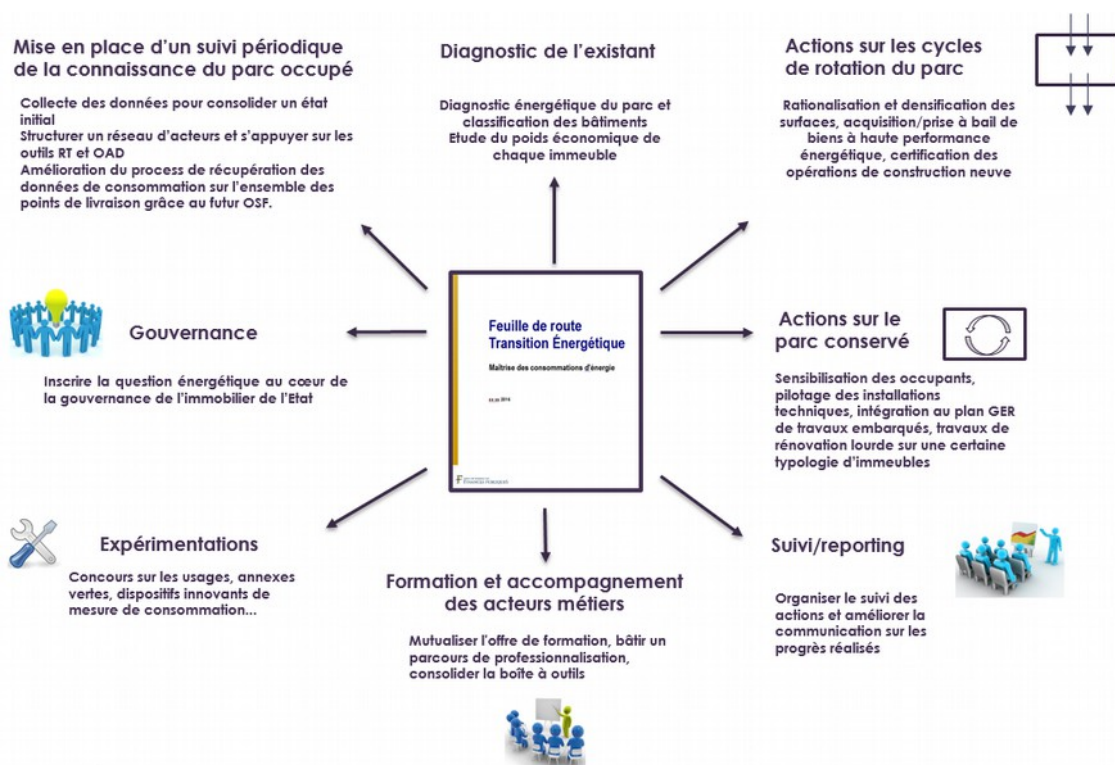 Mise en place d'un suivi périodique
de la connaissance du parc occupé
Collecte des données pour consolider un état
initial
Structurer un réseau d'acteurs et s'appuyer sur les
outils RT et OAD
Amélioration du process de récupération des
données de consommation sur l'ensemble des
points de livraison grâce au futur OSF.
Diagnostic de l'existant
Diagnostic énergétique du parc et
classification des bâtiments
Etude du poids économique de
chaque immeuble
Actions sur les cycles
de rotation du parc
Rationalisation et densification des
surfaces, acquisition/prise à bail de
biens à haute performance
énergétique, certification des
opérations de construction neuve
Gouvernance
Inscrire la question énergétique au cœur de
la gouvernance de l'immobilier de l'Etat
Feuille de route
Transition Énergétique
Maîtrise des consommations d'énergie
2014
Actions sur le
parc conservé
Sensibilisation des occupants,
pilotage des installations
techniques, intégration au plan GER
de travaux embarqués, travaux de
rénovation lourde sur une certaine
typologie d'immeubles
Expérimentations
Concours sur les usages, annexes
vertes, dispositifs innovants de
mesure de consommation...
Formation et accompagnement
des acteurs métiers
Mutualiser l'offre de formation, bâtir un
parcours de professionnalisation,
consolider la boîte à outils
Suivi/reporting
Organiser le suivi des
actions et améliorer la
communication sur les
progrès réalisés